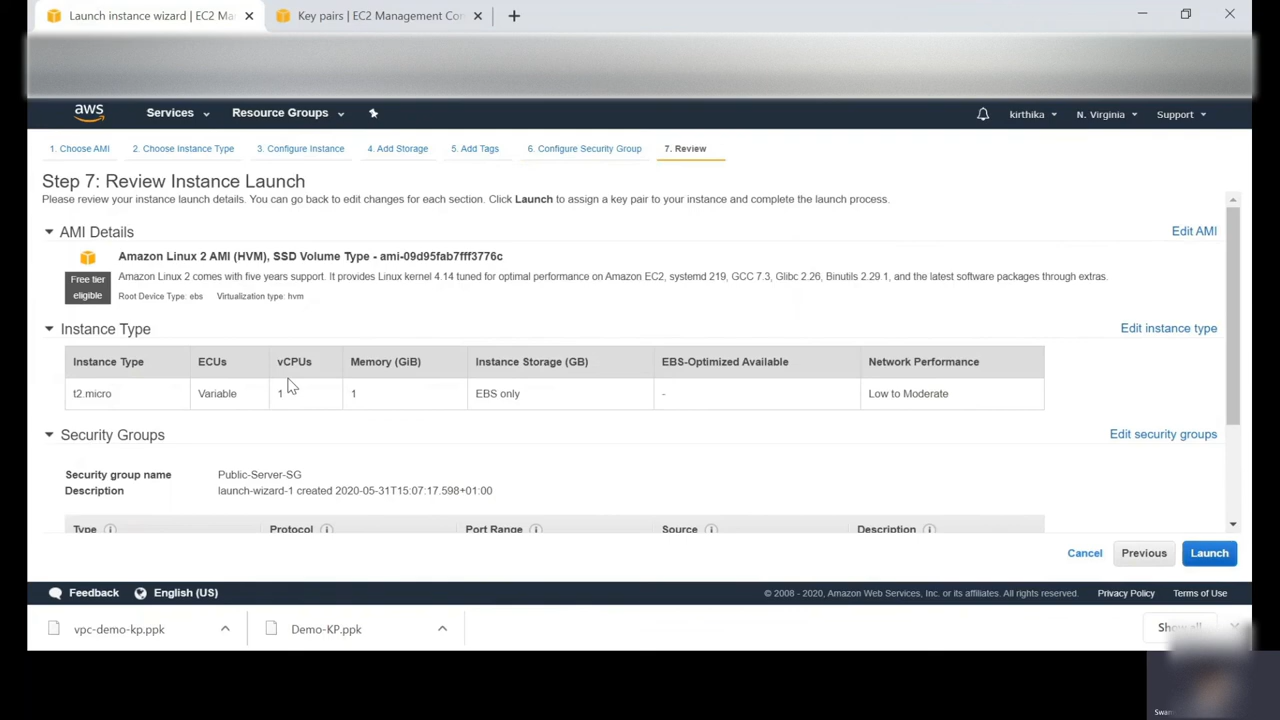 Launch instance wizard | EC2 Ma
Key pairs | EC2 Management Con
aws
Services
Resource Groups
kirthika
N. Virginia
Support
1. Choose AMI
2. Choose Instance Type
3. Configure Instance
4. Add Storage
5. Add Tags
6. Configure Security Group
7. Review
Step 7: Review Instance Launch
Please review your instance launch details. You can go back to edit changes for each section. Click Launch to assign a key pair to your instance and complete the launch process.
AMI Details
Edit AMI
Amazon Linux 2 AMI (HVM), SSD Volume Type - ami-09d95fab7fff3776c
Free tier
eligible
Amazon Linux 2 comes with five years support. It provides Linux kernel 4.14 tuned for optimal performance on Amazon EC2, systemd 219, GCC 7.3, Glibc 2.26, Binutils 2.29.1, and the latest software packages through extras.
Root Device Type: ebs Virtualization type: hvm
Instance Type
Edit instance type
Instance Type ECUs vCPUs Memory (GiB) Instance Storage (GB) EBS-Optimized Available Network Performance
t2.micro Variable 1 1 EBS only - Low to Moderate
Security Groups
Edit security groups
Security group name Public-Server-SG
Description launch-wizard-1 created 2020-05-31T15:07:17.598+01:00
Type Protocol Port Range Source Description
Cancel
Previous
Launch
Feedback
English (US)
© 2008 - 2020, Amazon Web Services, Inc. or its affiliates. All rights reserved.
Privacy Policy
Terms of Use
vpc-demo-kp.ppk
Demo-KP.ppk
Show all